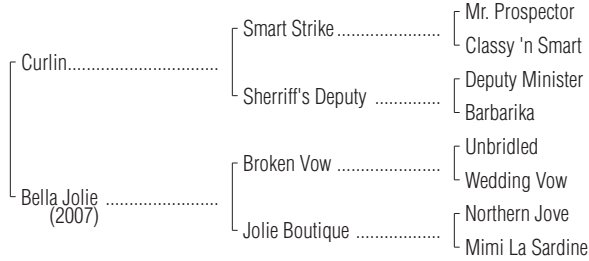 Mr. Prospector
Smart Strike ..................
Classy 'n Smart
Curlin..........................
Deputy Minister
Sherriff's Deputy ..............
Barbarika
Unbridled
Broken Vow ..................
Wedding Vow
Bella Jolie ....................
(2007)
Northern Jove
Jolie Boutique ...............
Mimi La Sardine